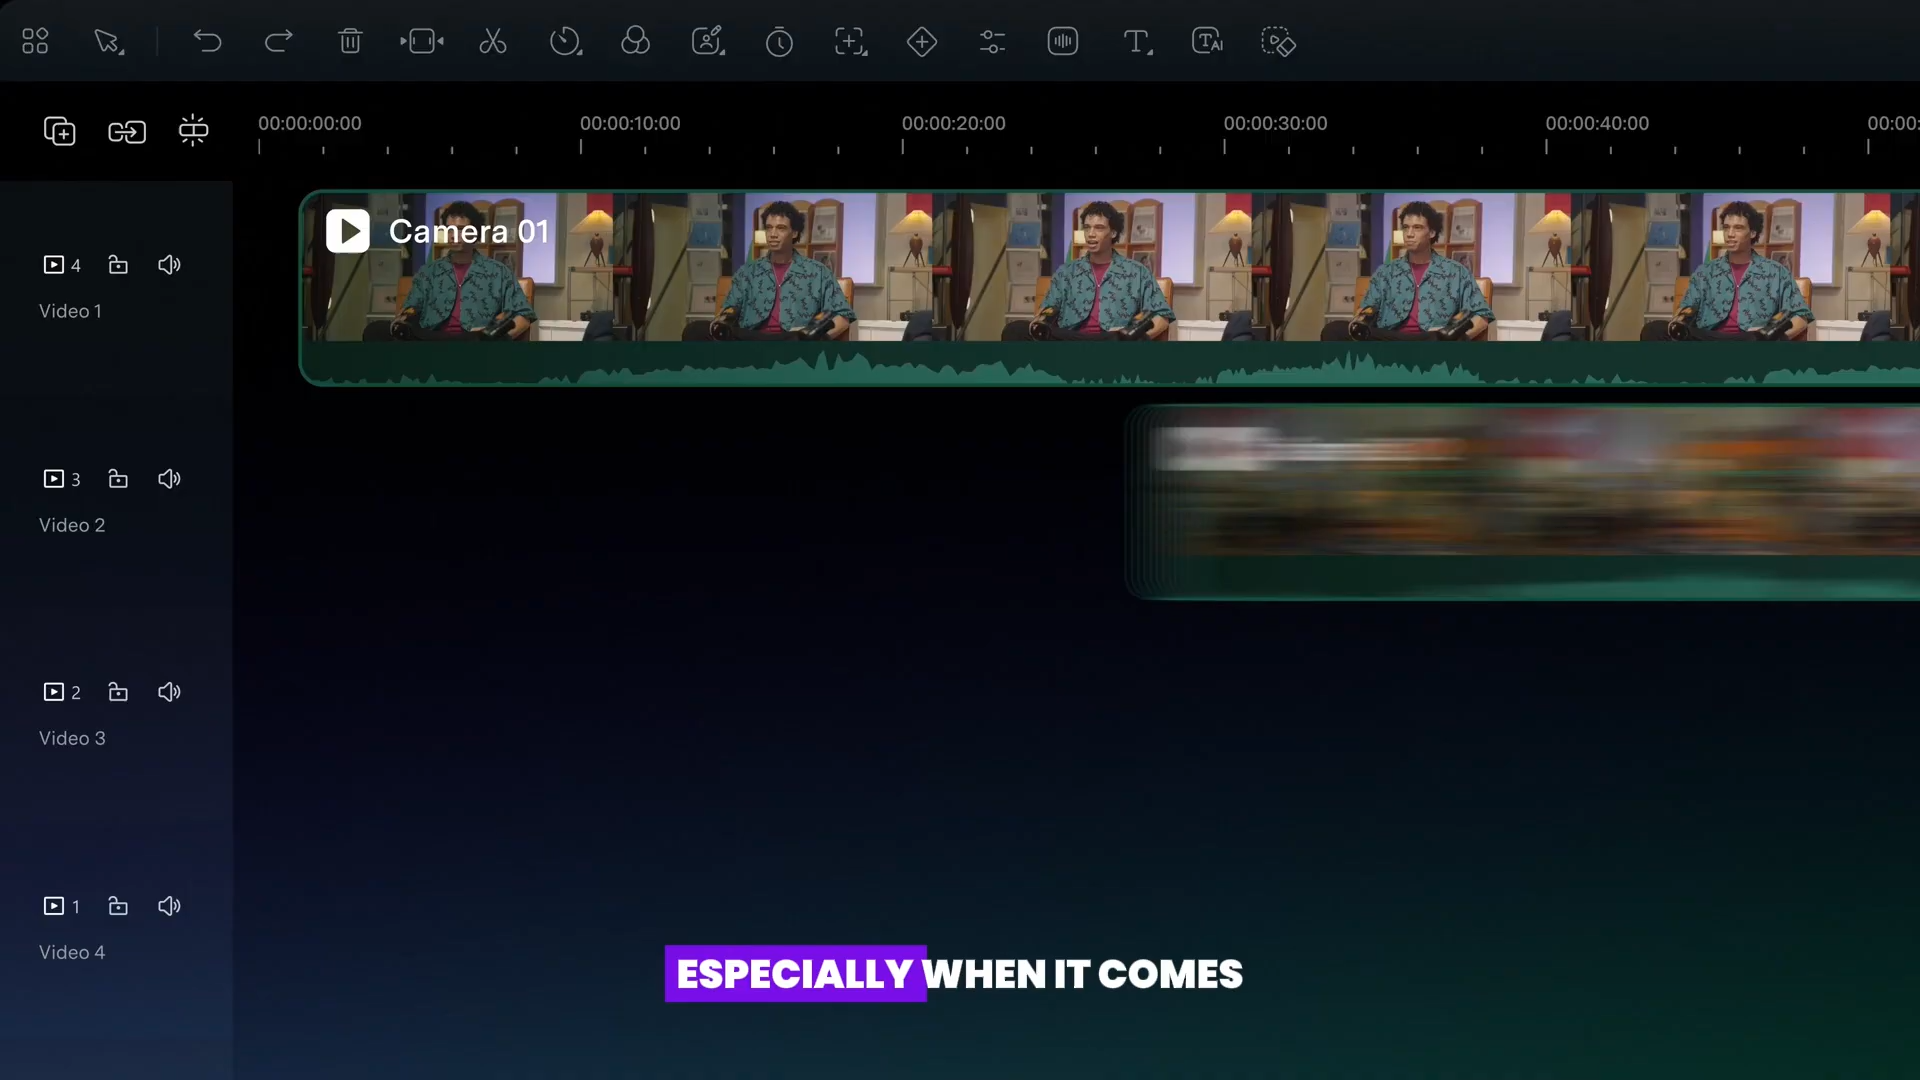 00:00:00:00 00:00:10:00 00:00:20:00 00:00:30:00 00:00:40:00 00:00:
Camera 01
4
Video 1
3
Video 2
2
Video 3
1
Video 4
ESPECIALLY WHEN IT COMES